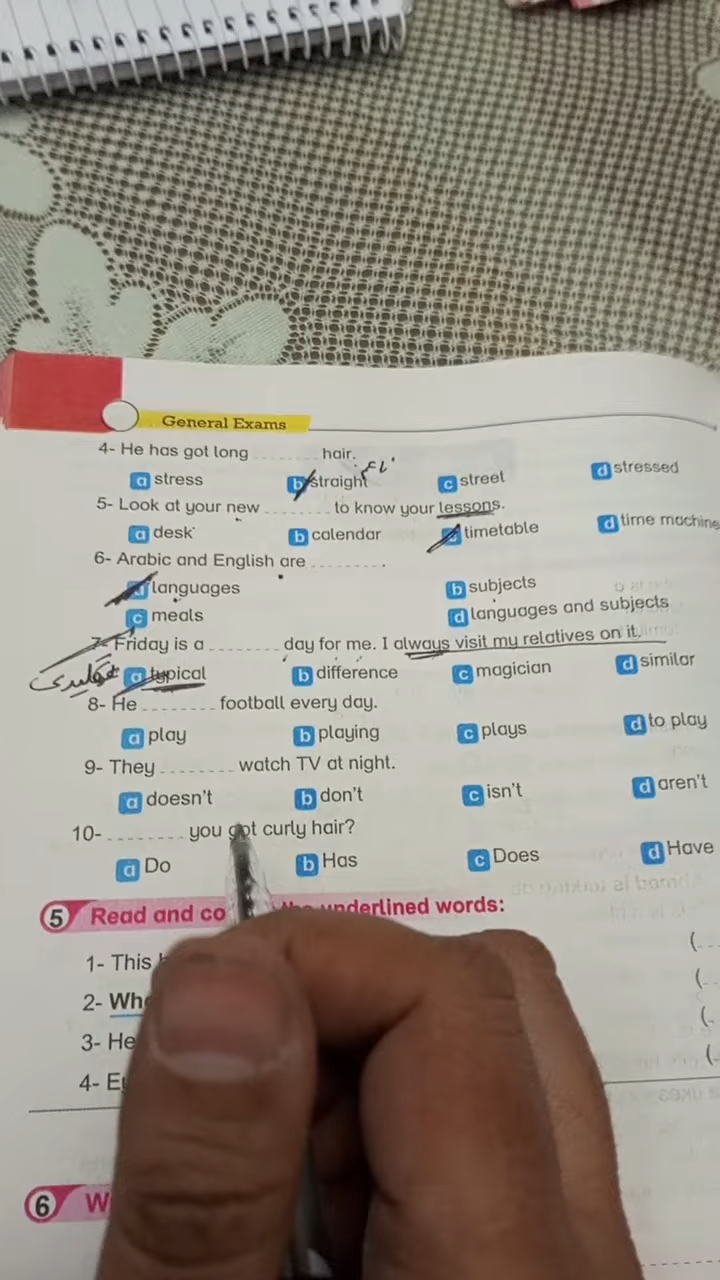 General Exams
4- He has got long ........ hair.
a stress b straight c street d stressed
ناعم
5- Look at your new ........ to know your lessons.
a desk b calendar c timetable d time machine
6- Arabic and English are ........ .
a languages b subjects
c meals d languages and subjects
7- Friday is a ........ day for me. I always visit my relatives on it.
a typical b difference c magician d similar
8- He ........ football every day.
a play b playing c plays d to play
9- They ........ watch TV at night.
a doesn't b don't c isn't d aren't
10- ........ you got curly hair?
a Do b Has c Does d Have
5 Read and co the underlined words:
1- This
2- Wh
3- He
4- E
6 W